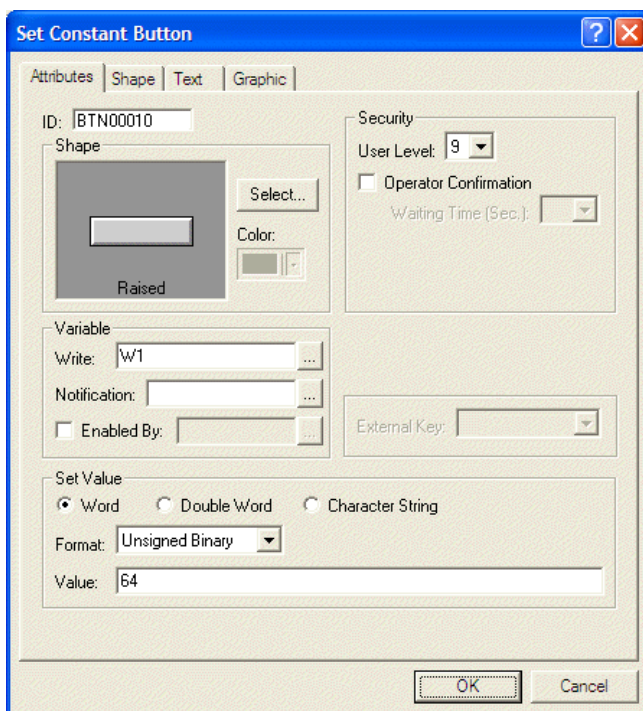 Set Constant Button
Attributes Shape Text Graphic
ID: BTN00010
Shape
Select...
Color:
Raised
Security
User Level: 9
Operator Confirmation
Waiting Time (Sec.):
Variable
Write: W1 ...
Notification: ...
Enabled By: ...
External Key:
Set Value
Word Double Word Character String
Format: Unsigned Binary
Value: 64
OK Cancel